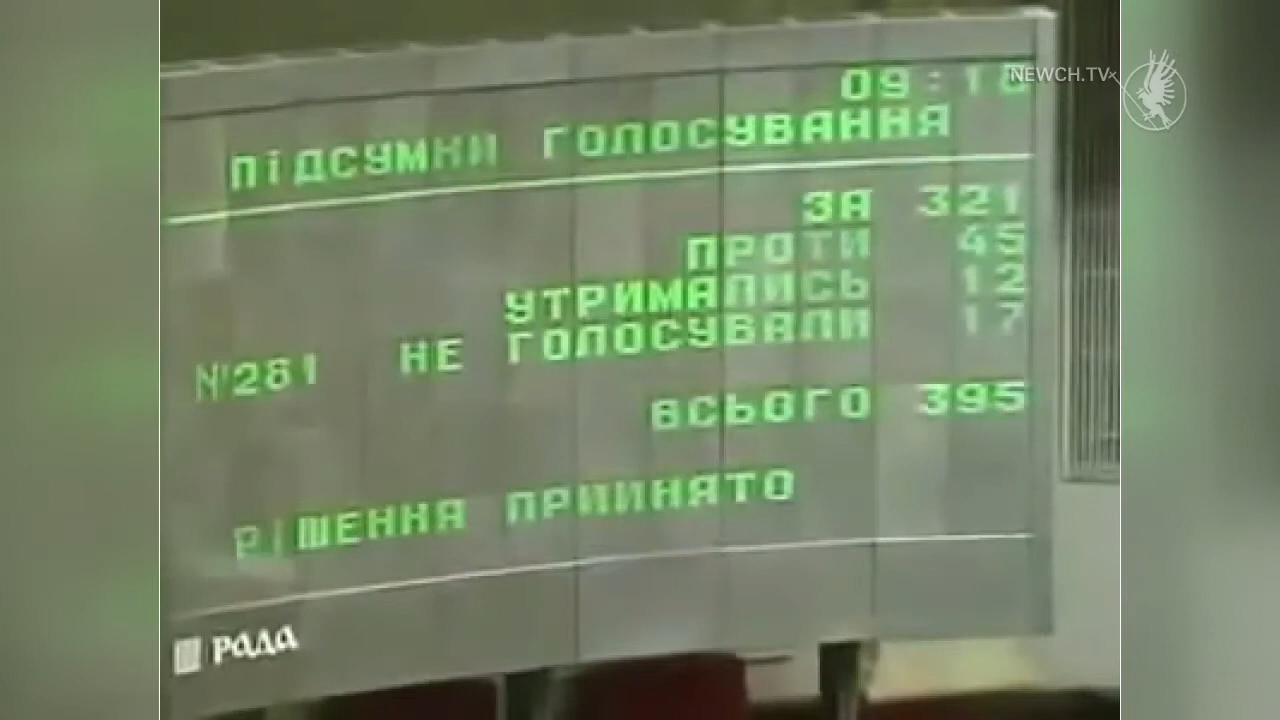 NEWCH.TV
09:18
ПІДСУМКИ ГОЛОСУВАННЯ
ЗА 321
ПРОТИ 45
УТРИМАЛИСЬ 12
№281 НЕ ГОЛОСУВАЛИ 17
ВСЬОГО 395
РІШЕННЯ ПРИЙНЯТО
РАДА